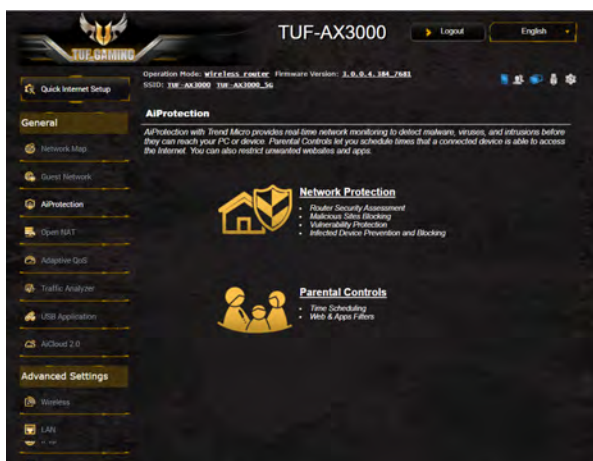 TUF GAMING
TUF-AX3000
Logout
English
Quick Internet Setup
Operation Mode: Wireless router Firmware Version: 3.0.0.4.384_7681
SSID: TUF-AX3000 TUF-AX3000_5G
General
Network Map
Guest Network
AiProtection
Open NAT
Adaptive QoS
Traffic Analyzer
USB Application
AiCloud 2.0
Advanced Settings
Wireless
LAN
AiProtection
AiProtection with Trend Micro provides real-time network monitoring to detect malware, viruses, and intrusions before
they can reach your PC or device. Parental Controls let you schedule times that a connected device is able to access
the Internet. You can also restrict unwanted websites and apps.
Network Protection
• Router Security Assessment
• Malicious Sites Blocking
• Vulnerability Protection
• Infected Device Prevention and Blocking
Parental Controls
• Time Scheduling
• Web & Apps Filters